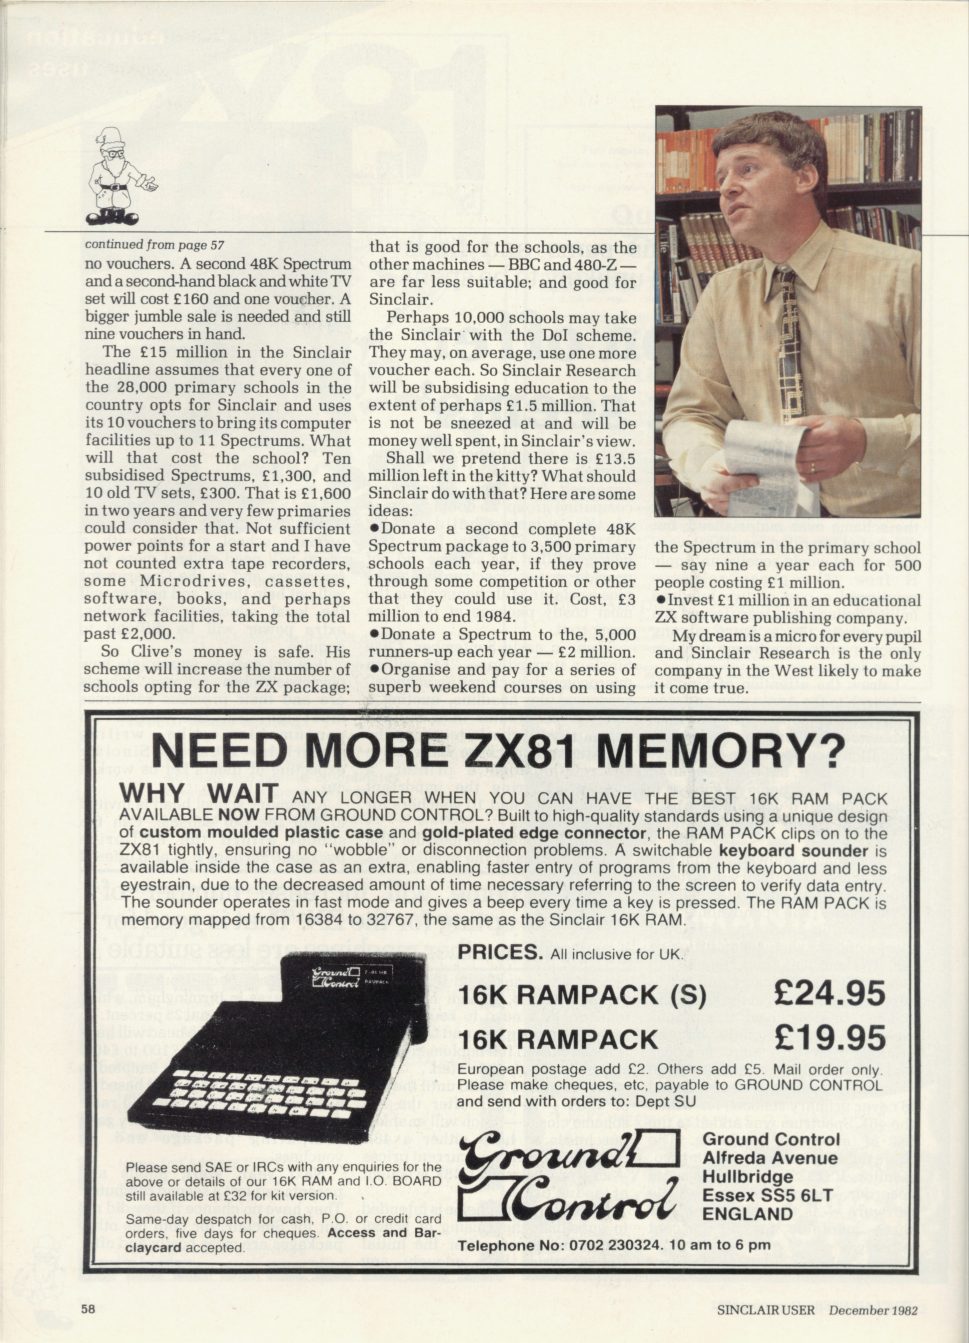 continued from page 57
no vouchers. A second 48K Spectrum
and a second-hand black and white TV
set will cost £160 and one voucher. A
bigger jumble sale is needed and still
nine vouchers in hand.
The £15 million in the Sinclair
headline assumes that every one of
the 28,000 primary schools in the
country opts for Sinclair and uses
its 10 vouchers to bring its computer
facilities up to 11 Spectrums. What
will that cost the school? Ten
subsidised Spectrums, £1,300, and
10 old TV sets, £300. That is £1,600
in two years and very few primaries
could consider that. Not sufficient
power points for a start and I have
not counted extra tape recorders,
some Microdrives, cassettes,
software, books, and perhaps
network facilities, taking the total
past £2,000.
So Clive's money is safe. His
scheme will increase the number of
schools opting for the ZX package;
that is good for the schools, as the
other machines — BBC and 480-Z —
are far less suitable; and good for
Sinclair.
Perhaps 10,000 schools may take
the Sinclair with the DoI scheme.
They may, on average, use one more
voucher each. So Sinclair Research
will be subsidising education to the
extent of perhaps £1.5 million. That
is not be sneezed at and will be
money well spent, in Sinclair's view.
Shall we pretend there is £13.5
million left in the kitty? What should
Sinclair do with that? Here are some
ideas:
●Donate a second complete 48K
Spectrum package to 3,500 primary
schools each year, if they prove
through some competition or other
that they could use it. Cost, £3
million to end 1984.
●Donate a Spectrum to the, 5,000
runners-up each year — £2 million.
●Organise and pay for a series of
superb weekend courses on using
the Spectrum in the primary school
— say nine a year each for 500
people costing £1 million.
●Invest £1 million in an educational
ZX software publishing company.
My dream is a micro for every pupil
and Sinclair Research is the only
company in the West likely to make
it come true.
NEED MORE ZX81 MEMORY?
WHY WAIT ANY LONGER WHEN YOU CAN HAVE THE BEST 16K RAM PACK
AVAILABLE NOW FROM GROUND CONTROL? Built to high-quality standards using a unique design
of custom moulded plastic case and gold-plated edge connector, the RAM PACK clips on to the
ZX81 tightly, ensuring no "wobble" or disconnection problems. A switchable keyboard sounder is
available inside the case as an extra, enabling faster entry of programs from the keyboard and less
eyestrain, due to the decreased amount of time necessary referring to the screen to verify data entry.
The sounder operates in fast mode and gives a beep every time a key is pressed. The RAM PACK is
memory mapped from 16384 to 32767, the same as the Sinclair 16K RAM.
Ground
Control
RAMPACK
Please send SAE or IRCs with any enquiries for the
above or details of our 16K RAM and I.O. BOARD
still available at £32 for kit version.
Same-day despatch for cash, P.O. or credit card
orders, five days for cheques. Access and Bar-
claycard accepted.
PRICES. All inclusive for UK.
16K RAMPACK (S) £24.95
16K RAMPACK £19.95
European postage add £2. Others add £5. Mail order only.
Please make cheques, etc, payable to GROUND CONTROL
and send with orders to: Dept SU
Ground
Control
Ground Control
Alfreda Avenue
Hullbridge
Essex SS5 6LT
ENGLAND
Telephone No: 0702 230324. 10 am to 6 pm
58
SINCLAIR USER December 1982